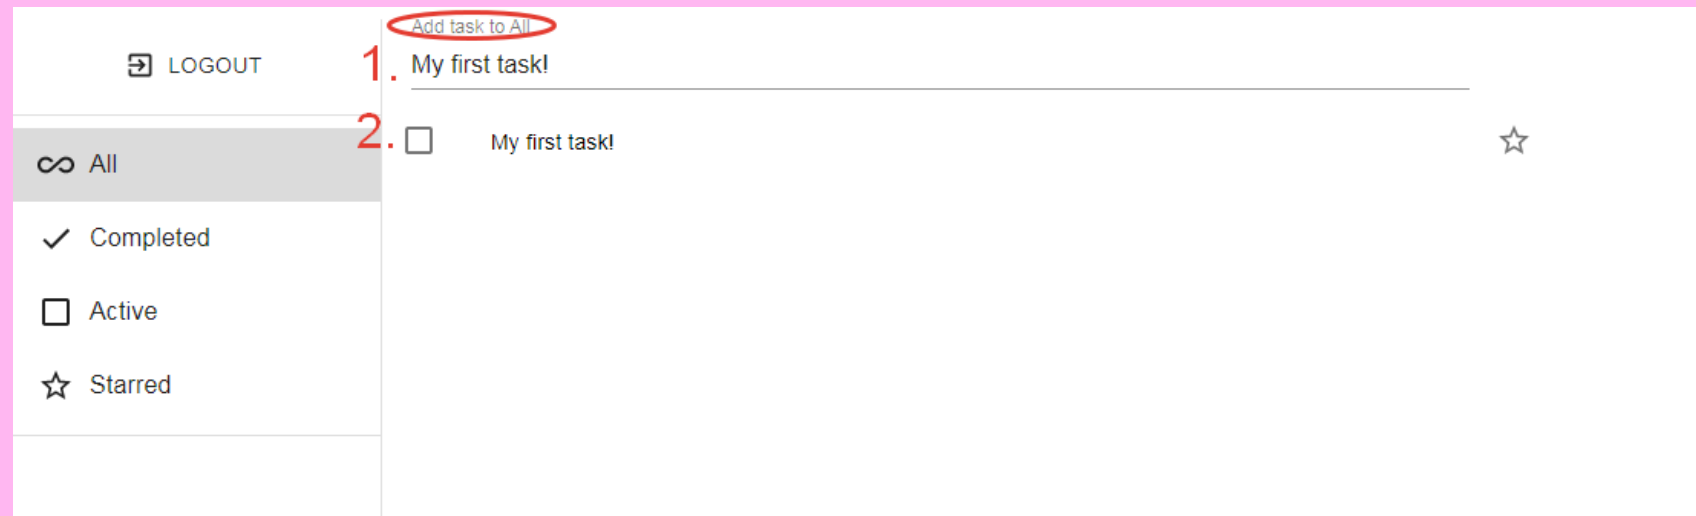 Add task to All
LOGOUT
1. My first task!
2. My first task!
All
Completed
Active
Starred